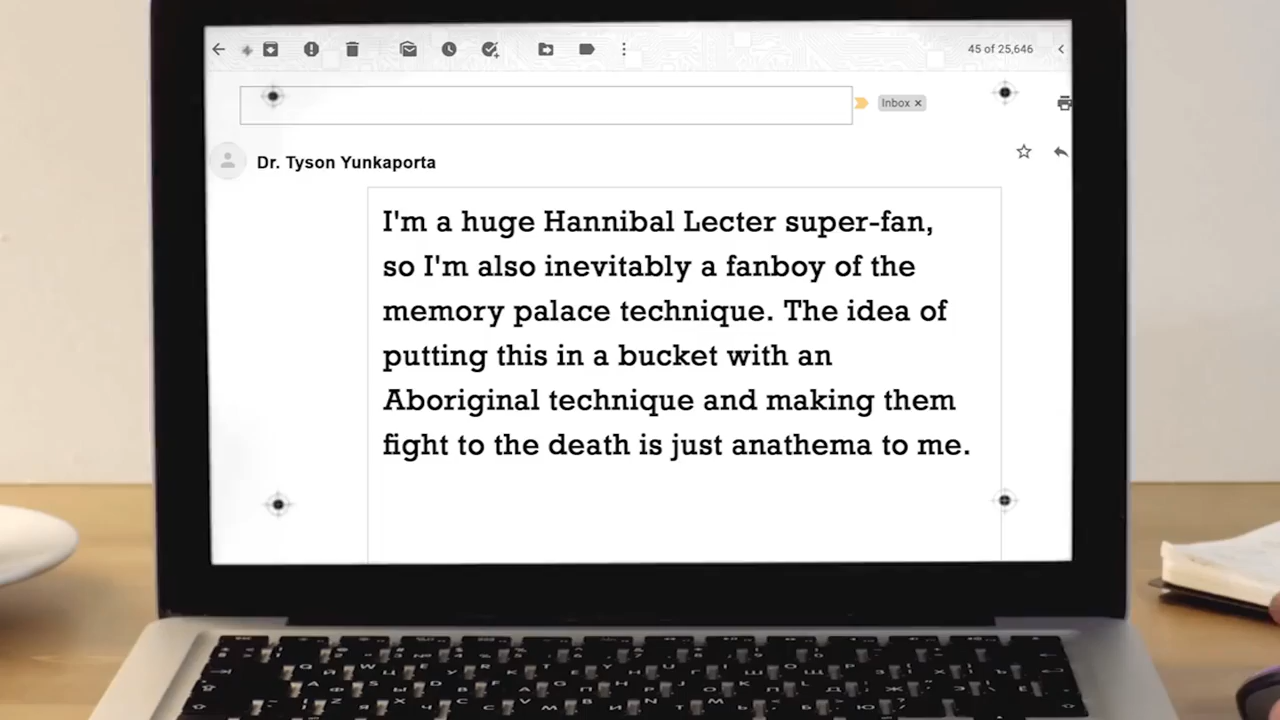 45 of 25,646
Inbox ×
Dr. Tyson Yunkaporta
I'm a huge Hannibal Lecter super-fan,
so I'm also inevitably a fanboy of the
memory palace technique. The idea of
putting this in a bucket with an
Aboriginal technique and making them
fight to the death is just anathema to me.